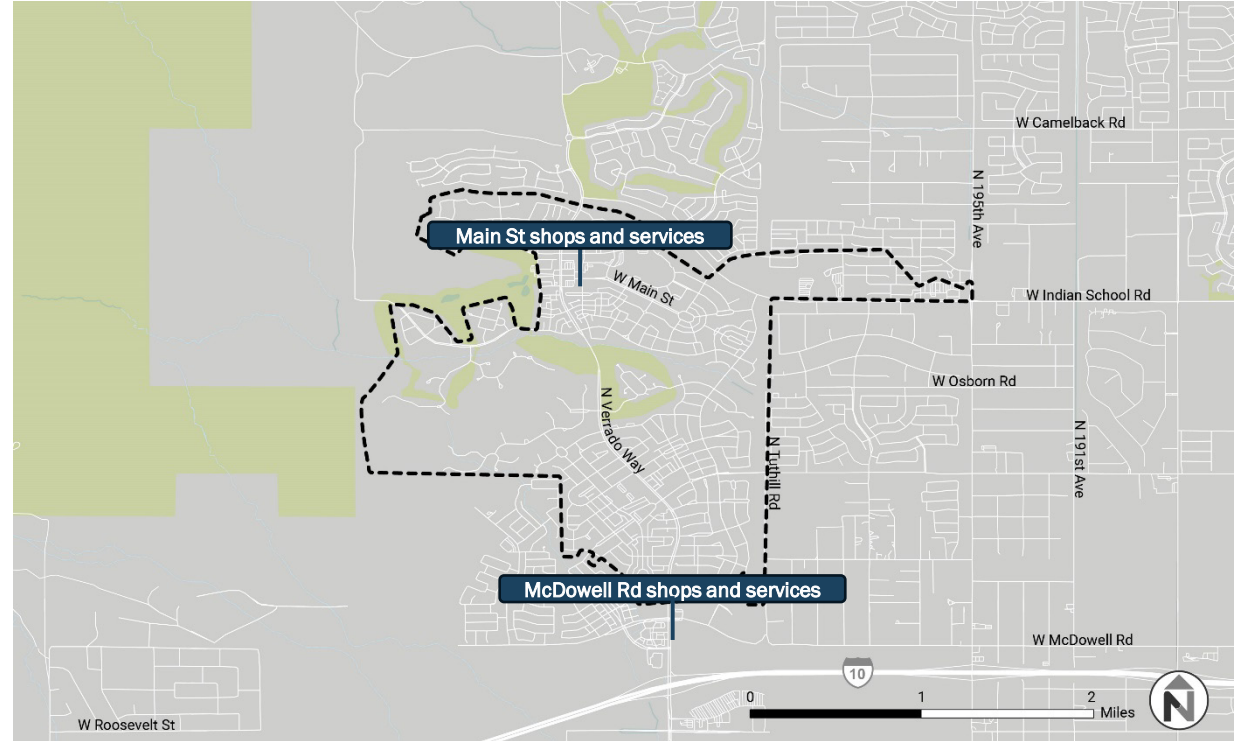 W Camelback Rd
N 195th Ave
Main St shops and services
W Main St
W Indian School Rd
W Osborn Rd
N Verrado Way
N Tuthill Rd
N 191st Ave
McDowell Rd shops and services
W McDowell Rd
10
0 1 2
Miles
N
W Roosevelt St